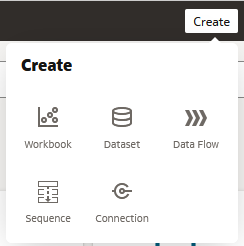 Create
Create
Workbook Dataset Data Flow
Sequence Connection